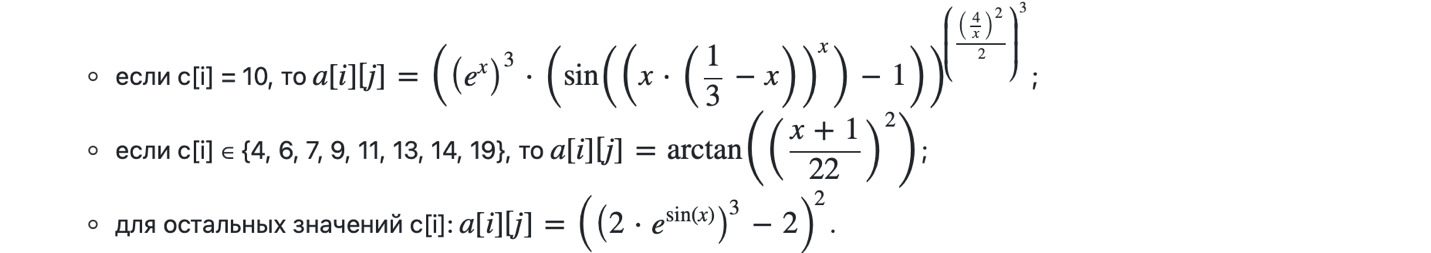 если c[i] = 10, то a[i][j] = ((e^x)^3 · (sin((x · (1/3 − x))^x) − 1))^(((4/x)^2/2)^3);
если c[i] ∈ {4, 6, 7, 9, 11, 13, 14, 19}, то a[i][j] = arctan(((x + 1)/22)^2);
для остальных значений c[i]: a[i][j] = ((2 · e^sin(x))^3 − 2)^2.